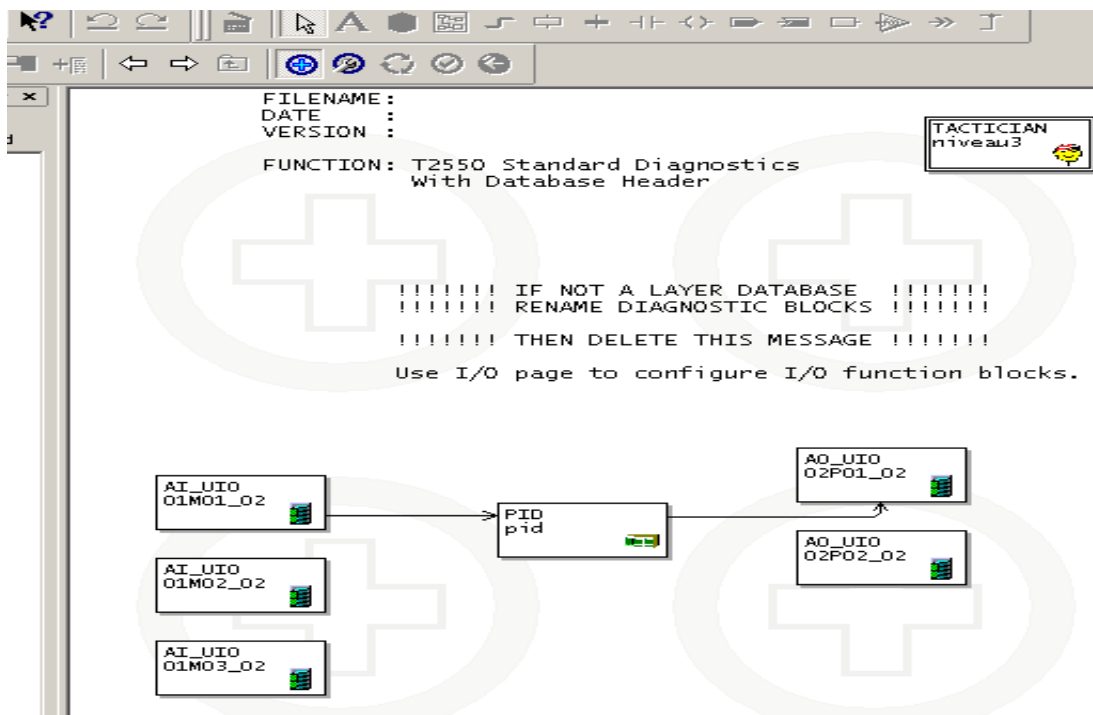 FILENAME:
DATE    :
VERSION :
TACTICIAN
niveau3
FUNCTION: T2550 Standard Diagnostics
With Database Header
!!!!!!! IF NOT A LAYER DATABASE !!!!!!!
!!!!!!! RENAME DIAGNOSTIC BLOCKS !!!!!!!
!!!!!!! THEN DELETE THIS MESSAGE !!!!!!!
Use I/O page to configure I/O function blocks.
AI_UIO
01M01_02
PID
pid
AO_UIO
02P01_02
AI_UIO
01M02_02
AO_UIO
02P02_02
AI_UIO
01M03_02